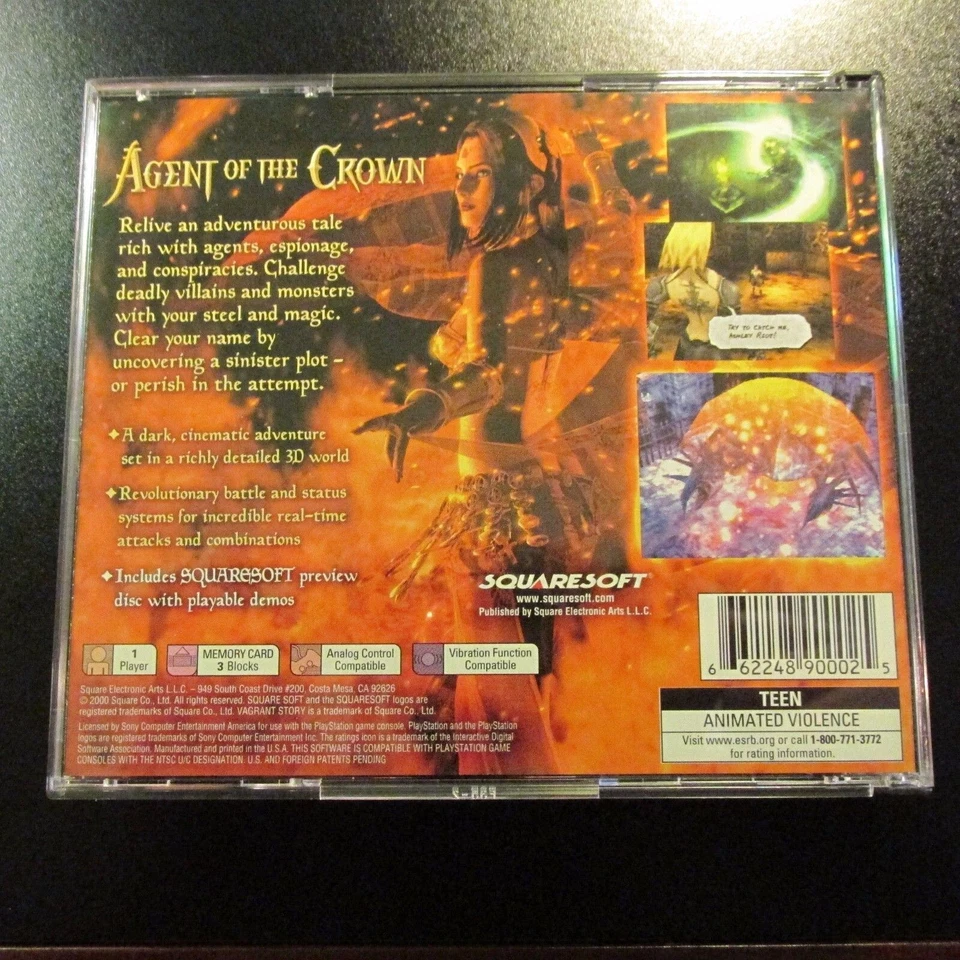 AGENT OF THE CROWN
Relive an adventurous tale
rich with agents, espionage,
and conspiracies. Challenge
deadly villains and monsters
with your steel and magic.
Clear your name by
uncovering a sinister plot –
or perish in the attempt.
A dark, cinematic adventure
set in a richly detailed 3D world
Revolutionary battle and status
systems for incredible real-time
attacks and combinations
Includes SQUARESOFT preview
disc with playable demos
TRY TO CATCH ME,
ASHLEY RIOT!
SQUARESOFT
www.squaresoft.com
Published by Square Electronic Arts L.L.C.
1
Player
MEMORY CARD
3 Blocks
Analog Control
Compatible
Vibration Function
Compatible
6 62248 90002 5
Square Electronic Arts L.L.C. – 949 South Coast Drive #200, Costa Mesa, CA 92626
© 2000 Square Co., Ltd. All rights reserved. SQUARE SOFT and the SQUARESOFT logos are
registered trademarks of Square Co., Ltd. VAGRANT STORY is a trademark of Square Co., Ltd.
Licensed by Sony Computer Entertainment America for use with the PlayStation game console. PlayStation and the PlayStation
logos are registered trademarks of Sony Computer Entertainment Inc. The ratings icon is a trademark of the Interactive Digital
Software Association. Manufactured and printed in the U.S.A. THIS SOFTWARE IS COMPATIBLE WITH PLAYSTATION GAME
CONSOLES WITH THE NTSC U/C DESIGNATION. U.S. AND FOREIGN PATENTS PENDING
TEEN
ANIMATED VIOLENCE
Visit www.esrb.org or call 1-800-771-3772
for rating information.